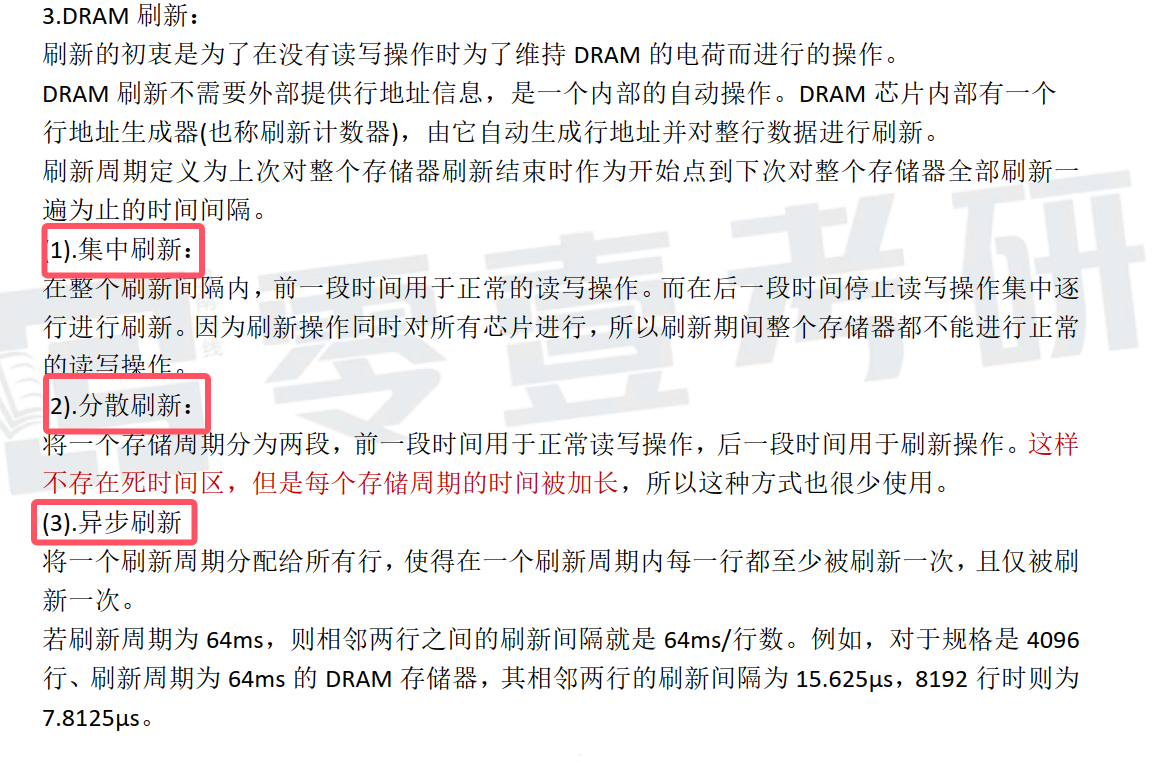 3.DRAM 刷新：
刷新的初衷是为了在没有读写操作时为了维持 DRAM 的电荷而进行的操作。
DRAM 刷新不需要外部提供行地址信息，是一个内部的自动操作。DRAM 芯片内部有一个
行地址生成器(也称刷新计数器)，由它自动生成行地址并对整行数据进行刷新。
刷新周期定义为上次对整个存储器刷新结束时作为开始点到下次对整个存储器全部刷新一
遍为止的时间间隔。
(1).集中刷新：
在整个刷新间隔内，前一段时间用于正常的读写操作。而在后一段时间停止读写操作集中逐
行进行刷新。因为刷新操作同时对所有芯片进行，所以刷新期间整个存储器都不能进行正常
的读写操作。
2).分散刷新：
将一个存储周期分为两段，前一段时间用于正常读写操作，后一段时间用于刷新操作。这样
不存在死时间区，但是每个存储周期的时间被加长，所以这种方式也很少使用。
(3).异步刷新
将一个刷新周期分配给所有行，使得在一个刷新周期内每一行都至少被刷新一次，且仅被刷
新一次。
若刷新周期为 64ms，则相邻两行之间的刷新间隔就是 64ms/行数。例如，对于规格是 4096
行、刷新周期为 64ms 的 DRAM 存储器，其相邻两行的刷新间隔为 15.625μs，8192 行时则为
7.8125μs。
零壹考研